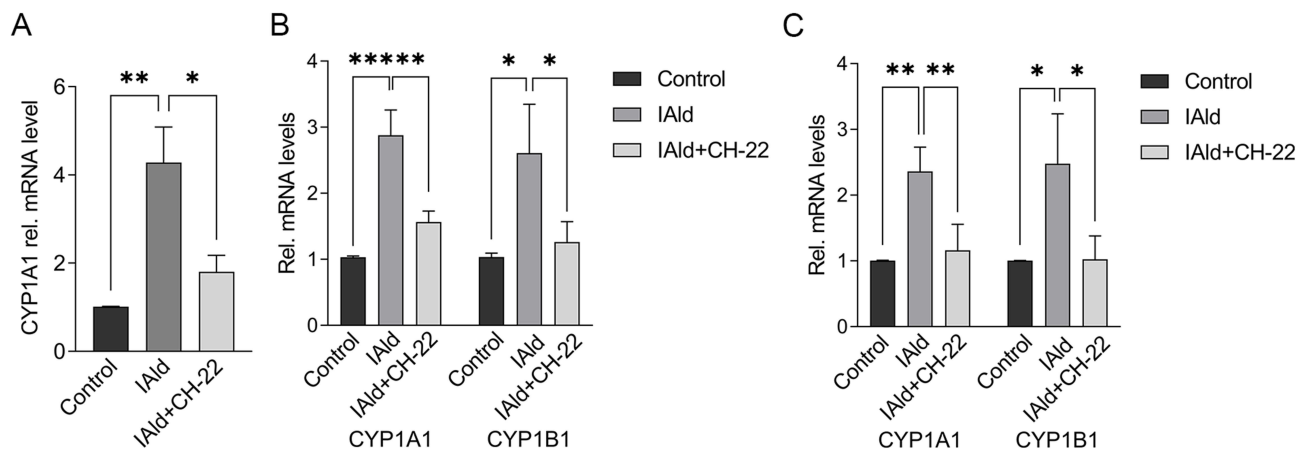 A
CYP1A1 rel. mRNA level
6
4
2
0
** *
Control
IAld
IAld+CH-22
B
Rel. mRNA levels
4
3
2
1
0
*****
* *
Control
IAld
IAld+CH-22
Control
IAld
IAld+CH-22
CYP1A1
CYP1B1
Control
IAld
IAld+CH-22
C
Rel. mRNA levels
4
3
2
1
0
** **
* *
Control
IAld
IAld+CH-22
Control
IAld
IAld+CH-22
CYP1A1
CYP1B1
Control
IAld
IAld+CH-22